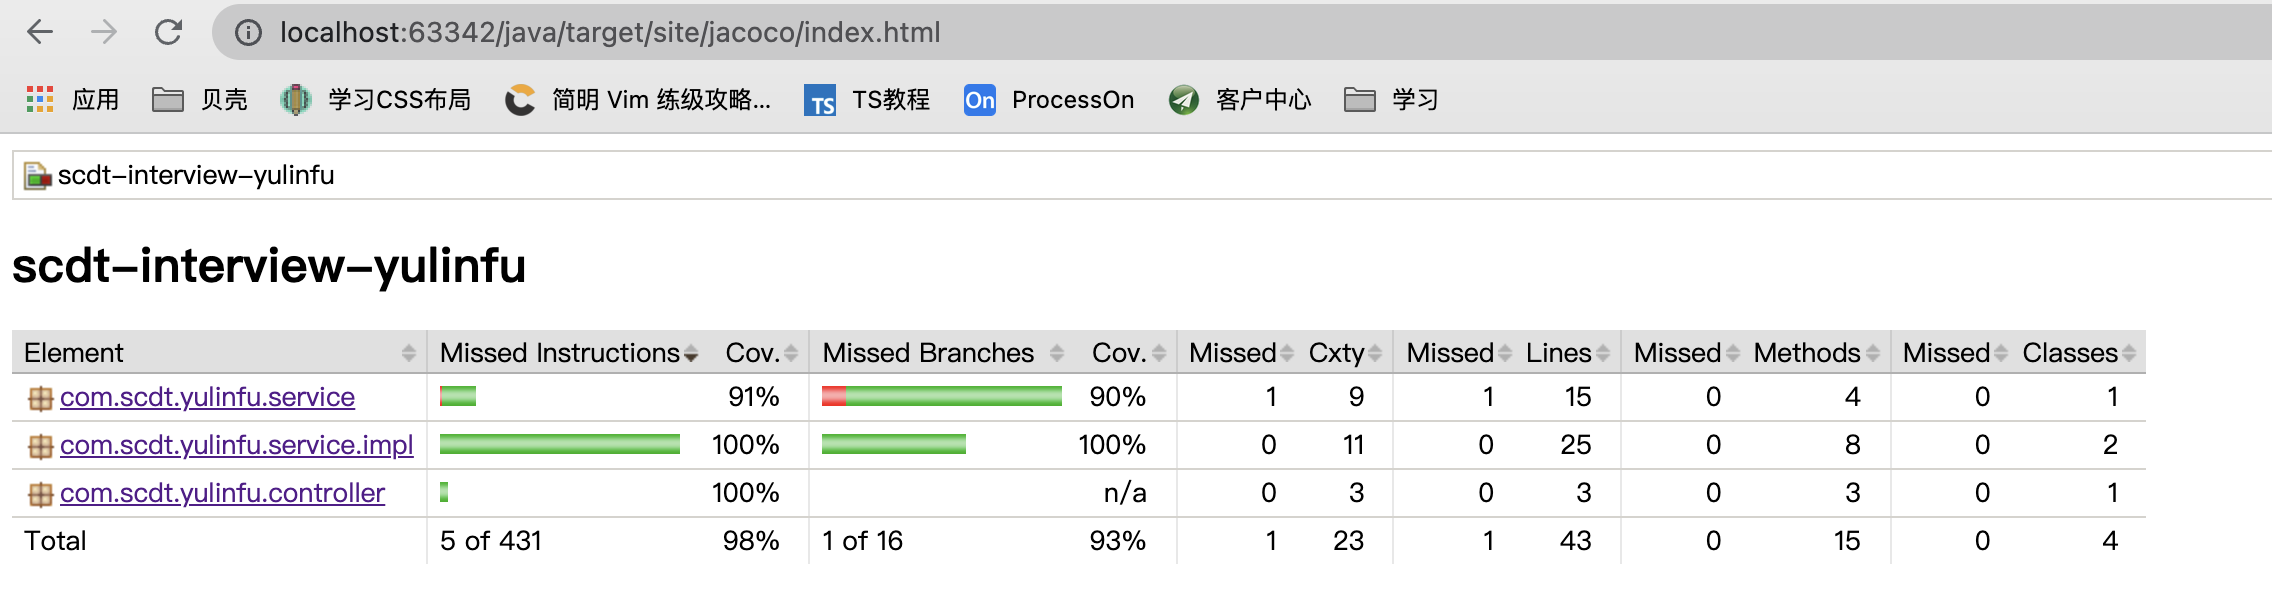 localhost:63342/java/target/site/jacoco/index.html
应用 贝壳 学习CSS布局 简明 Vim 练级攻略... TS TS教程 On ProcessOn 客户中心 学习
scdt-interview-yulinfu
scdt-interview-yulinfu
Element Missed Instructions Cov. Missed Branches Cov. Missed Cxty Missed Lines Missed Methods Missed Classes
com.scdt.yulinfu.service 91% 90% 1 9 1 15 0 4 0 1
com.scdt.yulinfu.service.impl 100% 100% 0 11 0 25 0 8 0 2
com.scdt.yulinfu.controller 100% n/a 0 3 0 3 0 3 0 1
Total 5 of 431 98% 1 of 16 93% 1 23 1 43 0 15 0 4